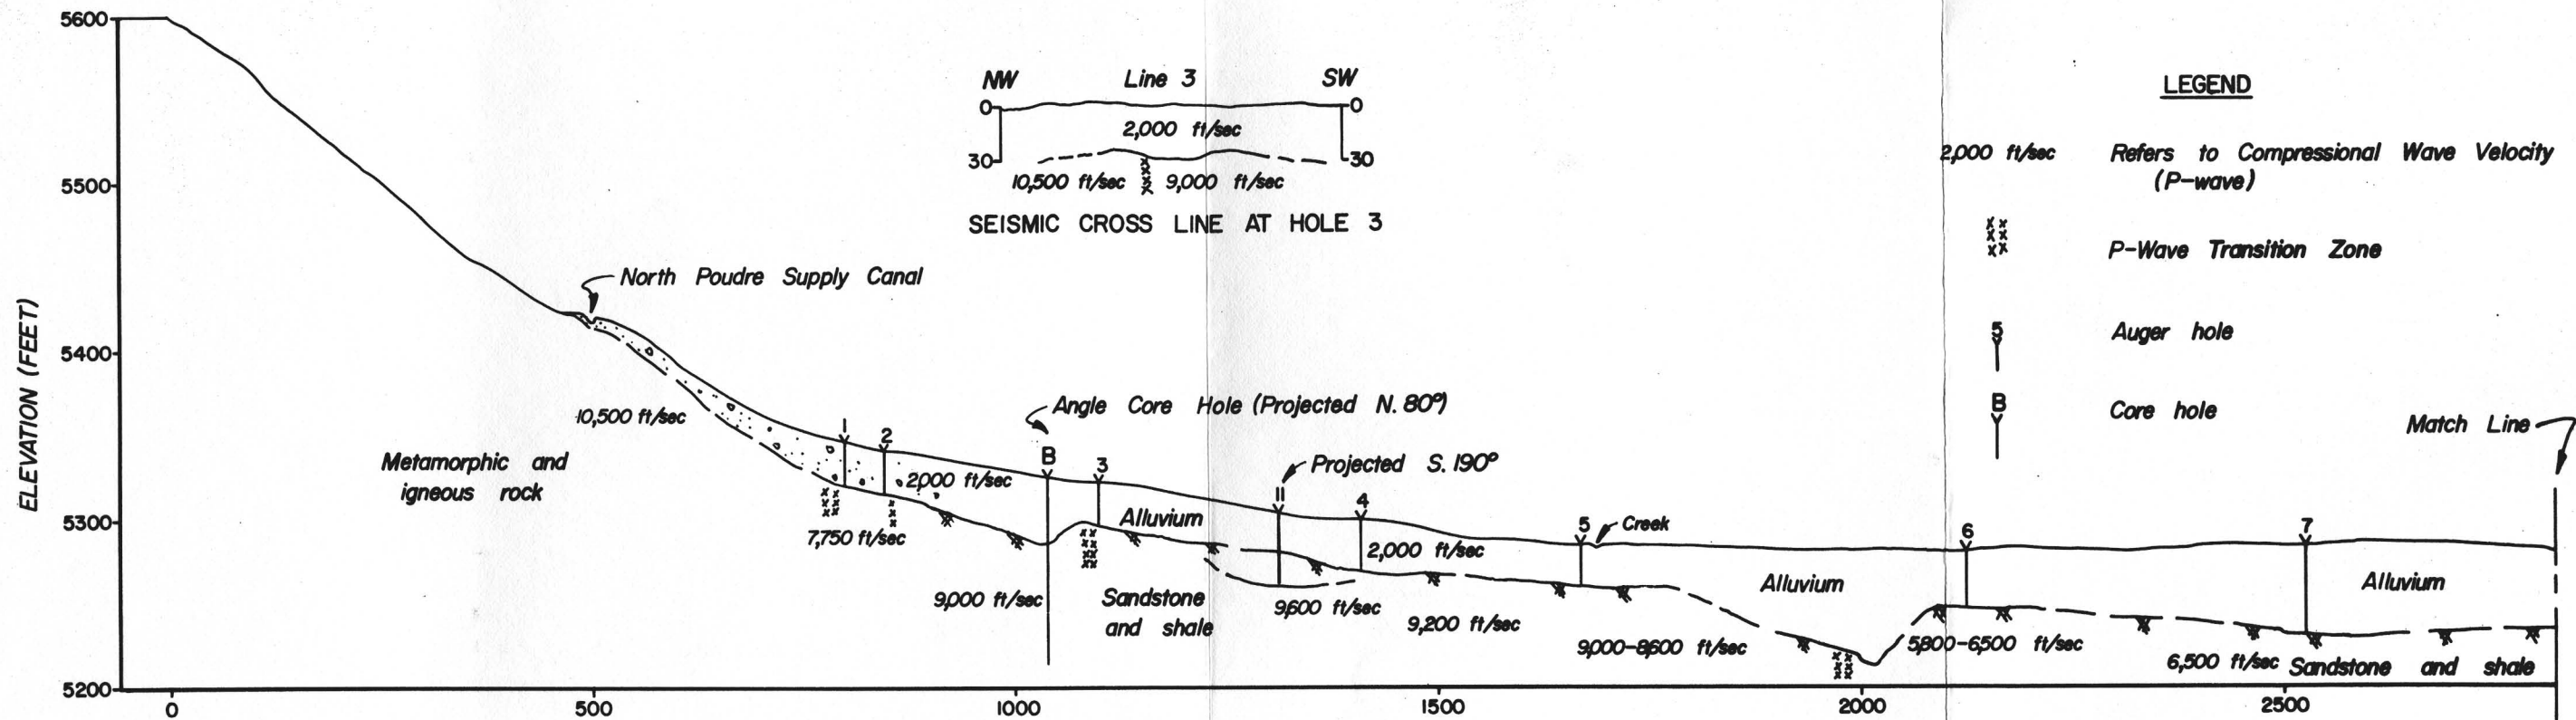 5600
5500
5400
5300
5200
ELEVATION (FEET)
0
500
1000
1500
2000
2500
NW Line 3 SW
0 0
2,000 ft/sec
30 30
10,500 ft/sec 9,000 ft/sec
SEISMIC CROSS LINE AT HOLE 3
LEGEND
2,000 ft/sec Refers to Compressional Wave Velocity
(P-wave)
P-Wave Transition Zone
5 Auger hole
B Core hole
Match Line
North Poudre Supply Canal
10,500 ft/sec
Metamorphic and
igneous rock
Angle Core Hole (Projected N. 80°)
Projected S. 190°
1
2
B
3
11
4
5
Creek
6
7
2,000 ft/sec
7,750 ft/sec
Alluvium
9,000 ft/sec
Sandstone
and shale
2,000 ft/sec
9,600 ft/sec
9,200 ft/sec
Alluvium
9,000-8,600 ft/sec
5,800-6,500 ft/sec
Alluvium
6,500 ft/sec
Sandstone and shale